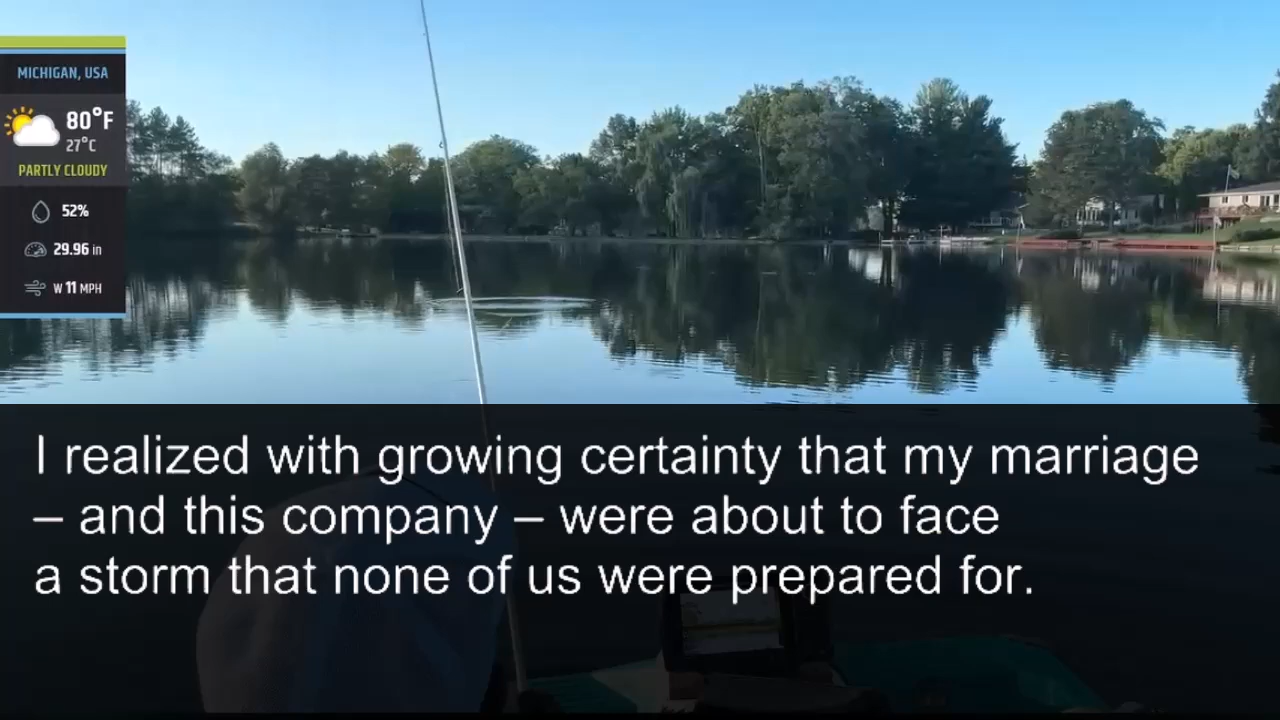 MICHIGAN, USA
80°F
27°C
PARTLY CLOUDY
52%
29.96 in
W 11 MPH
I realized with growing certainty that my marriage
– and this company – were about to face
a storm that none of us were prepared for.